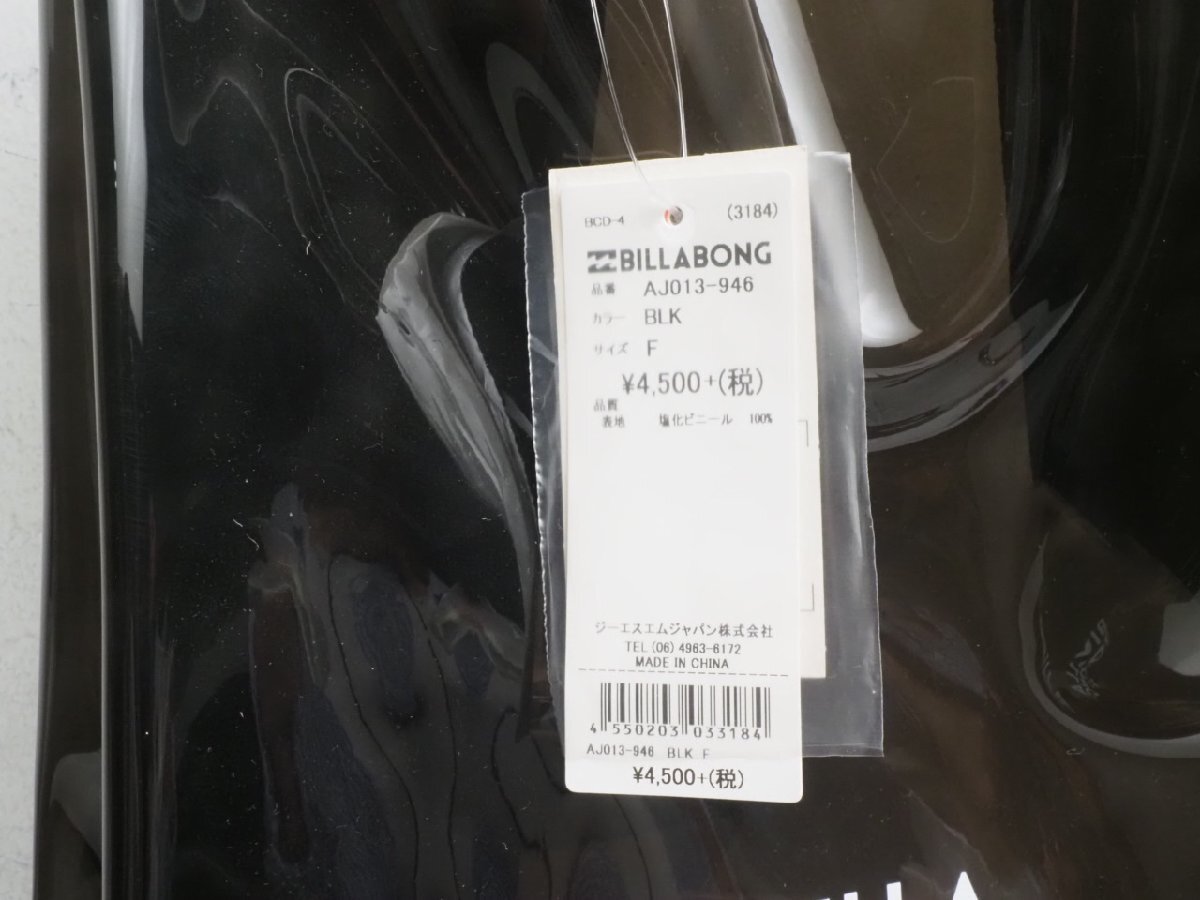 BCD-4 (3184)
BILLABONG
品番 AJ013-946
カラー BLK
サイズ F
¥4,500+(税)
品質
表地 塩化ビニール 100%
ジーエスエムジャパン株式会社
TEL.(06) 4963-6172
MADE IN CHINA
4 550203 033184
AJ013-946 BLK F
¥4,500+(税)